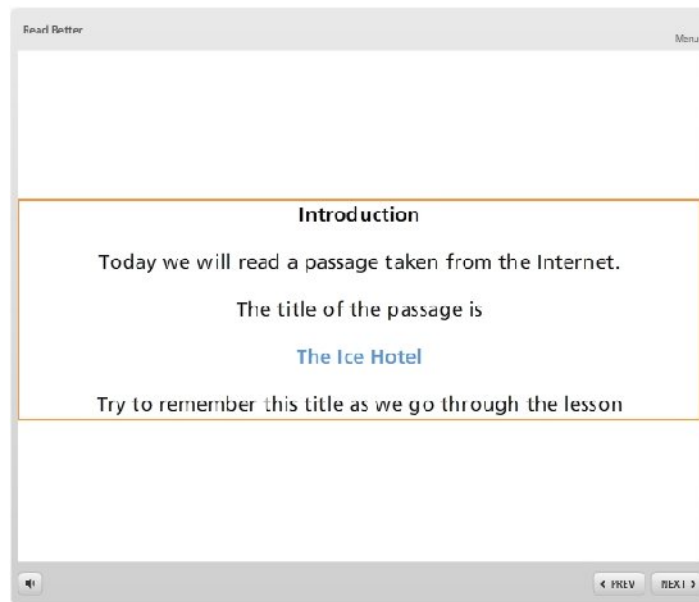 Read Better
Menu
Introduction
Today we will read a passage taken from the Internet.
The title of the passage is
The Ice Hotel
Try to remember this title as we go through the lesson
< PREV
NEXT >